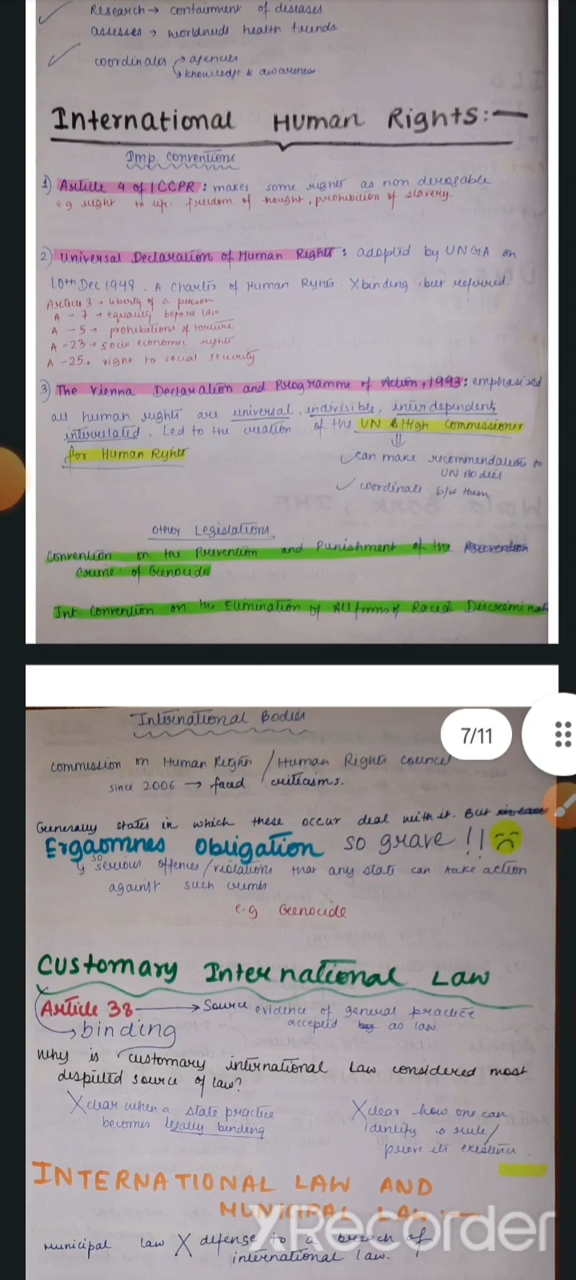 Research → containment of diseases
assesses → worldwide health trends
coordinates → agencies
→ knowledge & awareness
International Human Rights:—
Imp conventions
1) Article 4 of ICCPR: makes some rights as non derogable
e.g right to life, freedom of thought, prohibition of slavery.
2) Universal Declaration of Human Rights: adopted by UNGA on
10th Dec 1948. A Charter of Human Rights. X binding, but referred
Article 3 → liberty of a person
A - 7 → equality before law
A - 5 → prohibitions of torture
A - 23 → socio economic rights
A - 25 → right to social security
3) The Vienna Declaration and Programme of Action, 1993: emphasised
all human rights are universal, indivisible, interdependent,
interrelated. Led to the creation of the UN High Commissioner
for Human Rights
✓ can make recommendations to
UN Bodies
✓ coordinate b/w them
Other Legislations
Convention on the Prevention and Punishment of the
crime of Genocide
Int Convention on the Elimination of All forms of Racial Discriminat
International Bodies
7/11
Commission on Human Rights / Human Rights Council
since 2006 → faced criticisms.
Generally states in which these occur deal with it. But
Ergaomnes Obligation so grave !!
so serious offences/violations that any state can take action
against such crimes
e.g Genocide
Customary International Law
Article 38 → Source evidence of general practice
accepted as law
→ binding
Why is customary international law considered most
disputed source of law?
X clear when a state practice
becomes legally binding
X clear how one can
identify a rule/
prove its existence
INTERNATIONAL LAW AND
MUNICIPAL LAW:—
Municipal law X defense to a breach of
international law.
XRecorder